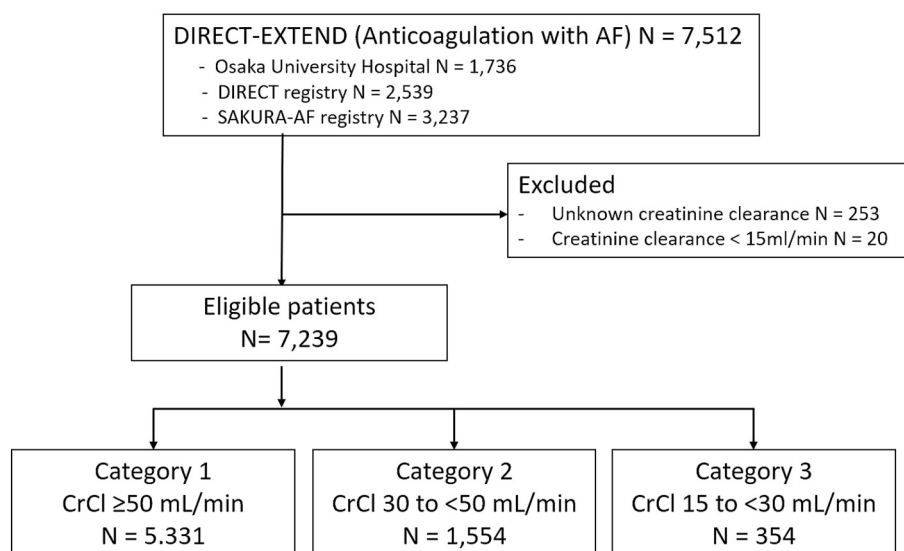 DIRECT-EXTEND (Anticoagulation with AF) N = 7,512
- Osaka University Hospital N = 1,736
- DIRECT registry N = 2,539
- SAKURA-AF registry N = 3,237
Excluded
- Unknown creatinine clearance N = 253
- Creatinine clearance < 15ml/min N = 20
Eligible patients
N= 7,239
Category 1
CrCl ≥50 mL/min
N = 5.331
Category 2
CrCl 30 to <50 mL/min
N = 1,554
Category 3
CrCl 15 to <30 mL/min
N = 354